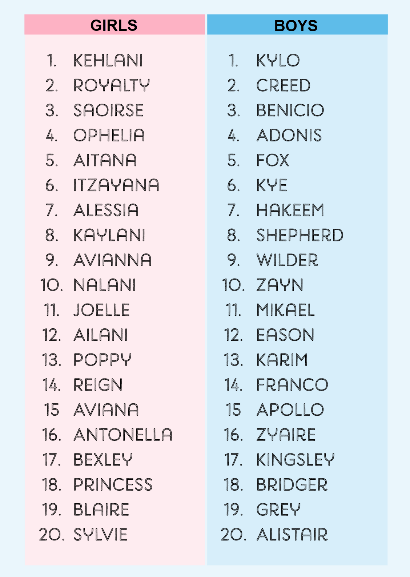 GIRLS BOYS
1. KEHLANI 1. KYLO
2. ROYALTY 2. CREED
3. SAOIRSE 3. BENICIO
4. OPHELIA 4. ADONIS
5. AITANA 5. FOX
6. ITZAYANA 6. KYE
7. ALESSIA 7. HAKEEM
8. KAYLANI 8. SHEPHERD
9. AVIANNA 9. WILDER
10. NALANI 10. ZAYN
11. JOELLE 11. MIKAEL
12. AILANI 12. EASON
13. POPPY 13. KARIM
14. REIGN 14. FRANCO
15 AVIANA 15 APOLLO
16. ANTONELLA 16. ZYAIRE
17. BEXLEY 17. KINGSLEY
18. PRINCESS 18. BRIDGER
19. BLAIRE 19. GREY
20. SYLVIE 20. ALISTAIR